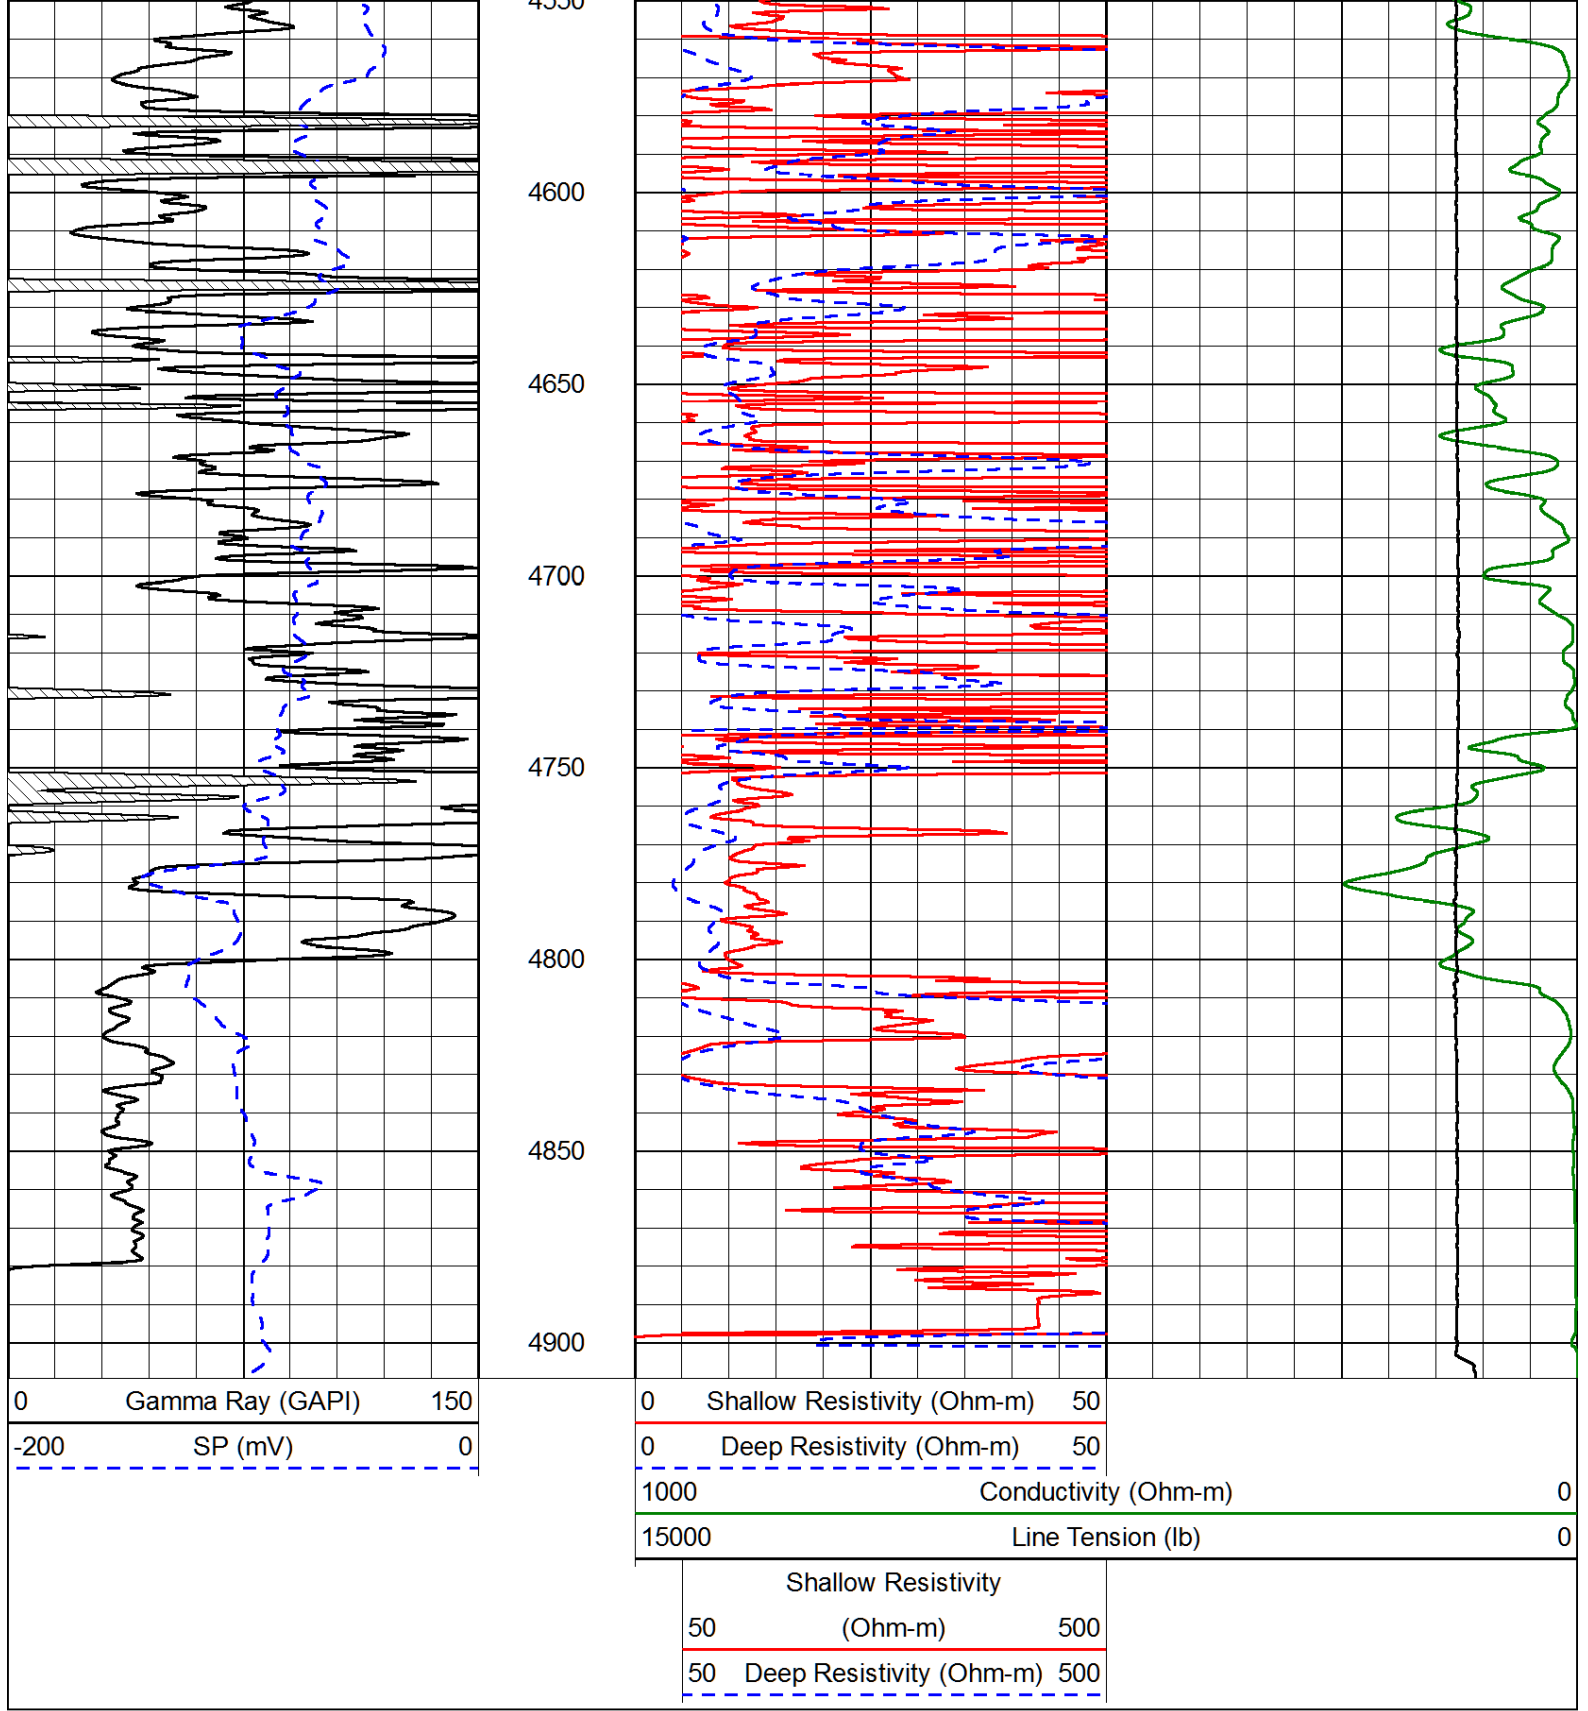 4550
4600
4650
4700
4750
4800
4850
4900
0 Gamma Ray (GAPI) 150
-200 SP (mV) 0
0 Shallow Resistivity (Ohm-m) 50
0 Deep Resistivity (Ohm-m) 50
1000 Conductivity (Ohm-m) 0
15000 Line Tension (lb) 0
Shallow Resistivity
50 (Ohm-m) 500
50 Deep Resistivity (Ohm-m) 500